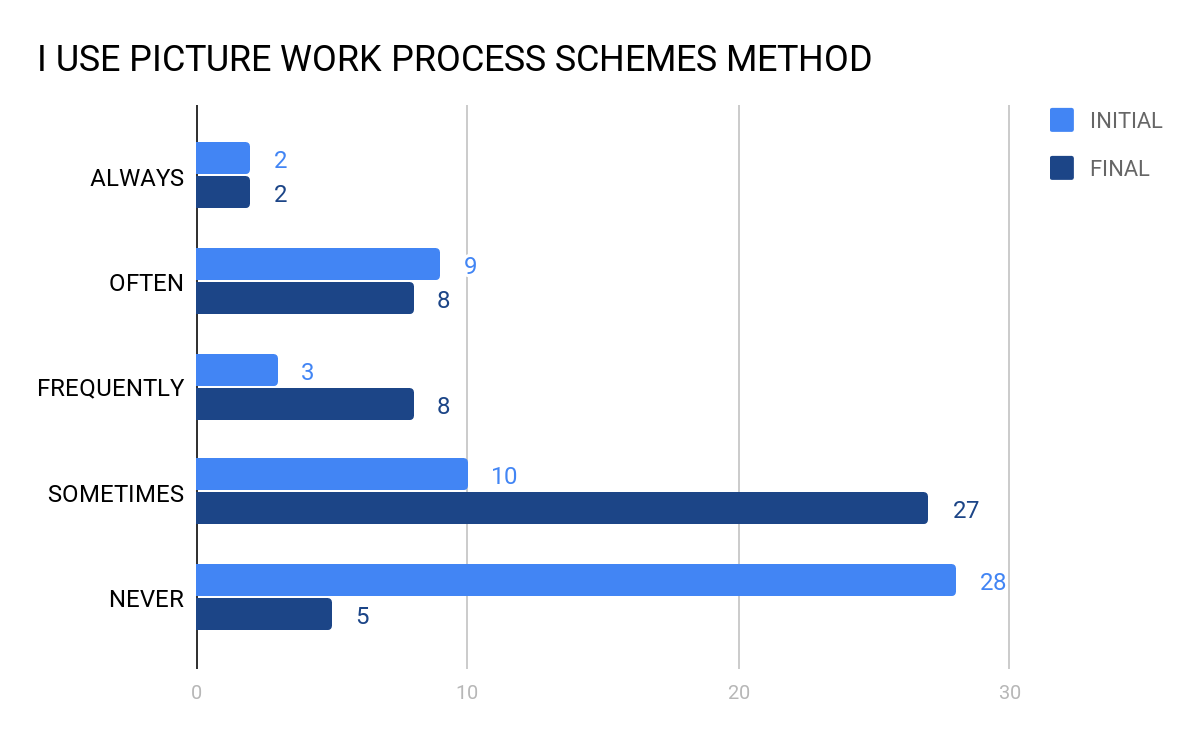 I USE PICTURE WORK PROCESS SCHEMES METHOD
INITIAL
FINAL
ALWAYS
2
2
OFTEN
9
8
FREQUENTLY
3
8
SOMETIMES
10
27
NEVER
28
5
0 10 20 30